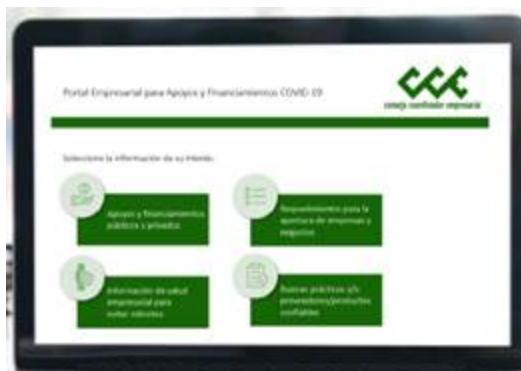 Portal Empresarial para Apoyos y Financiamientos COVID-19
CCE
consejo coordinador empresarial
Seleccione la información de su interés:
Apoyos y financiamientos
públicos y privados
Requerimientos para la
apertura de empresas y
negocios
Información de salud
empresarial para
evitar
Buenas prácticas y/o
proveedores/productos
confiables